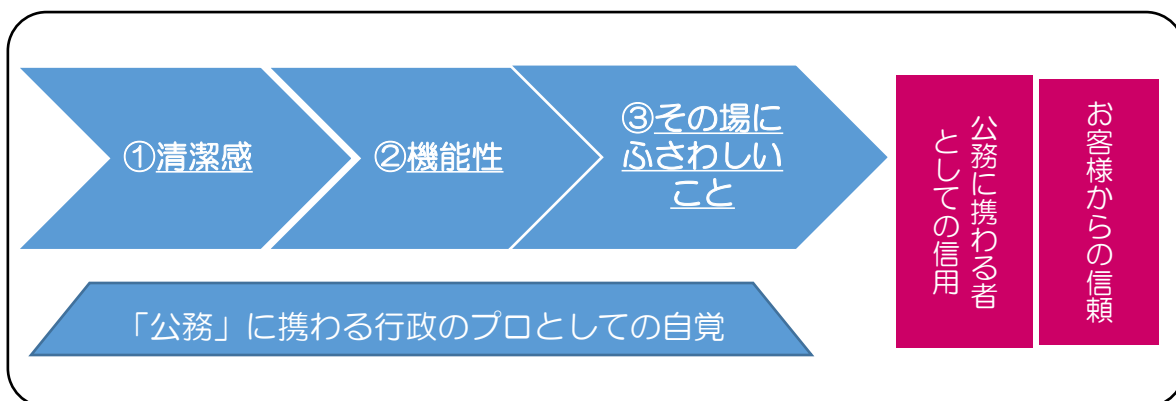 ①清潔感
②機能性
③その場に
ふさわしい
こと
「公務」に携わる行政のプロとしての自覚
公務に携わる者
としての信用
お客様からの信頼